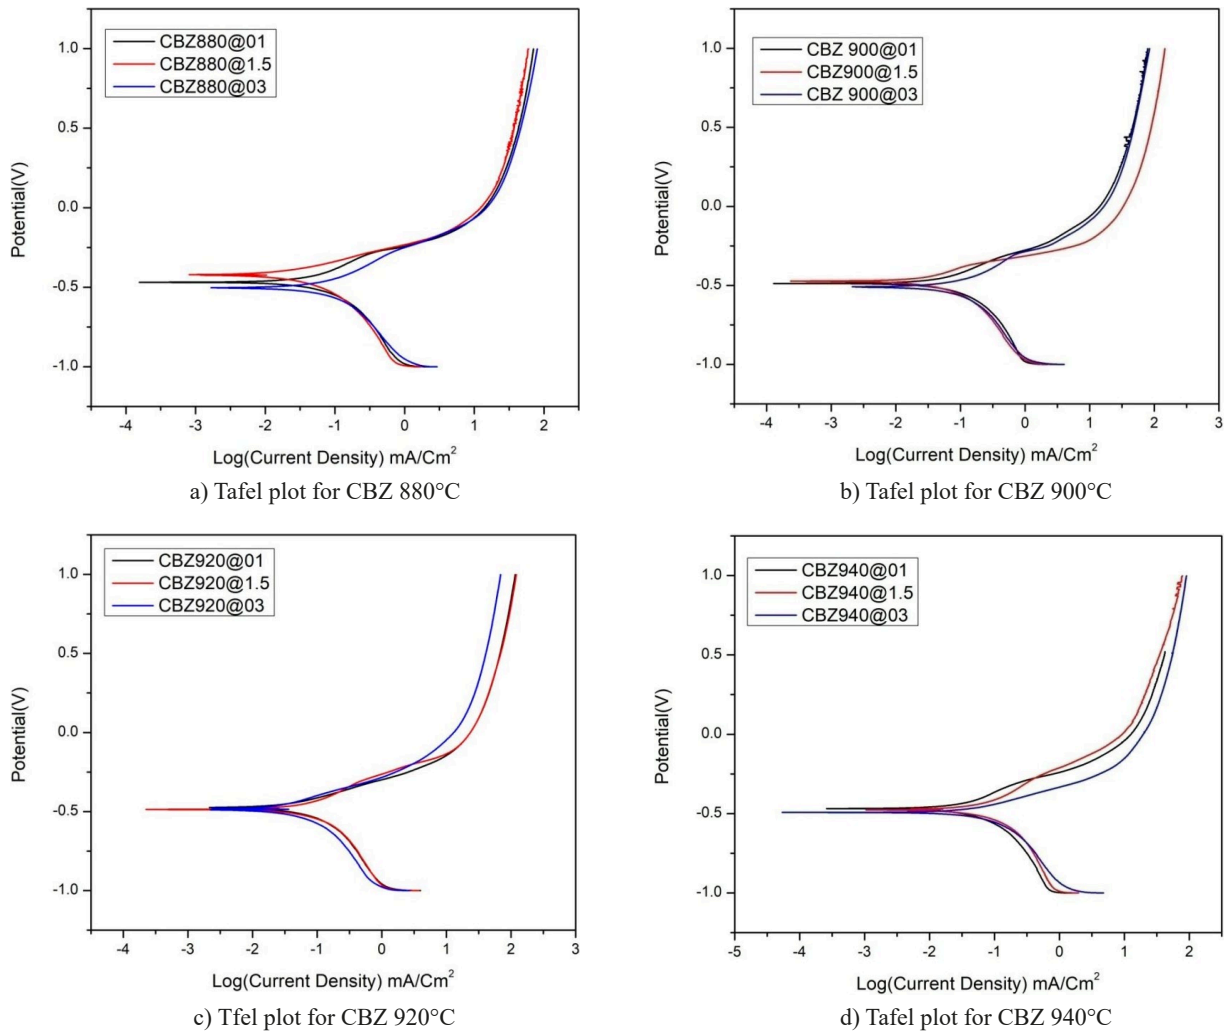 CBZ880@01
CBZ880@1.5
CBZ880@03
1.0
0.5
0.0
-0.5
-1.0
Potential(V)
-4 -3 -2 -1 0 1 2
Log(Current Density) mA/Cm²
a) Tafel plot for CBZ 880°C
CBZ 900@01
CBZ900@1.5
CBZ 900@03
1.0
0.5
0.0
-0.5
-1.0
Potential(V)
-4 -3 -2 -1 0 1 2 3
Log(Current Density) mA/Cm²
b) Tafel plot for CBZ 900°C
CBZ920@01
CBZ920@1.5
CBZ920@03
1.0
0.5
0.0
-0.5
-1.0
Potential(V)
-4 -3 -2 -1 0 1 2 3
Log(Current Density) mA/Cm²
c) Tfel plot for CBZ 920°C
CBZ940@01
CBZ940@1.5
CBZ940@03
1.0
0.5
0.0
-0.5
-1.0
Potential(V)
-5 -4 -3 -2 -1 0 1 2
Log(Current Density) mA/Cm²
d) Tafel plot for CBZ 940°C